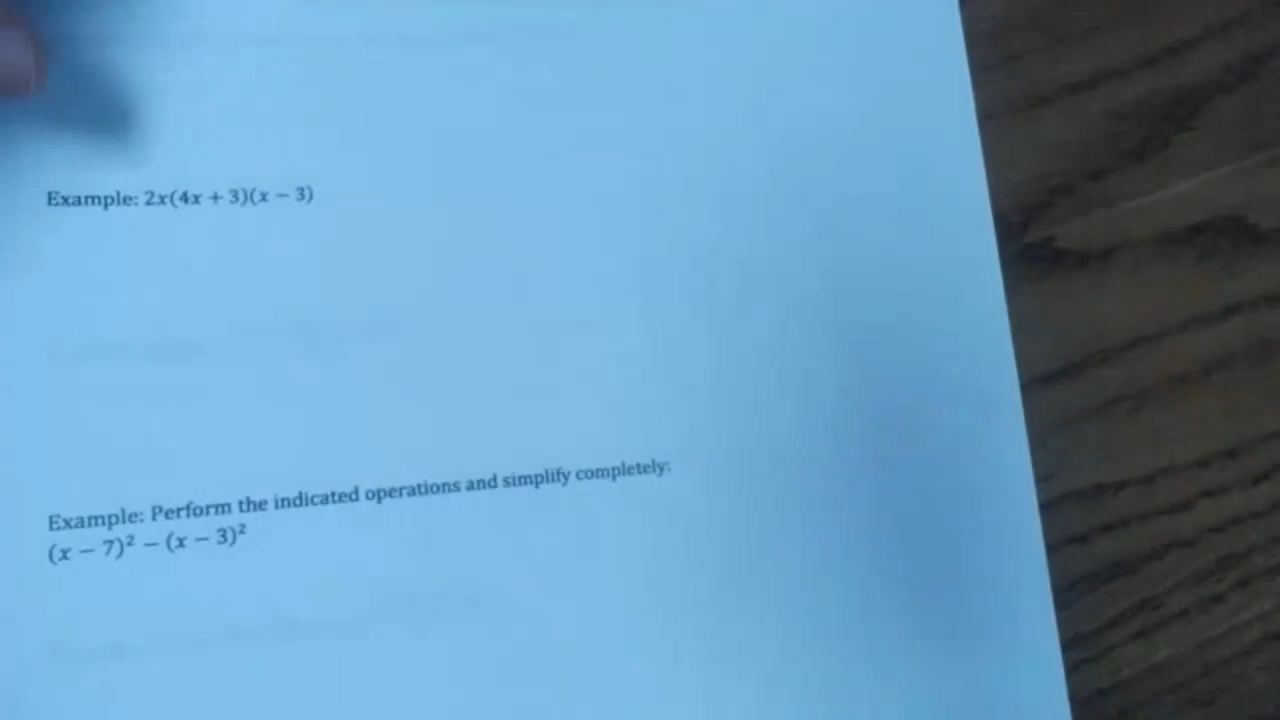 Example: 2x(4x + 3)(x − 3)
Example: Perform the indicated operations and simplify completely:
(x − 7)² − (x − 3)²